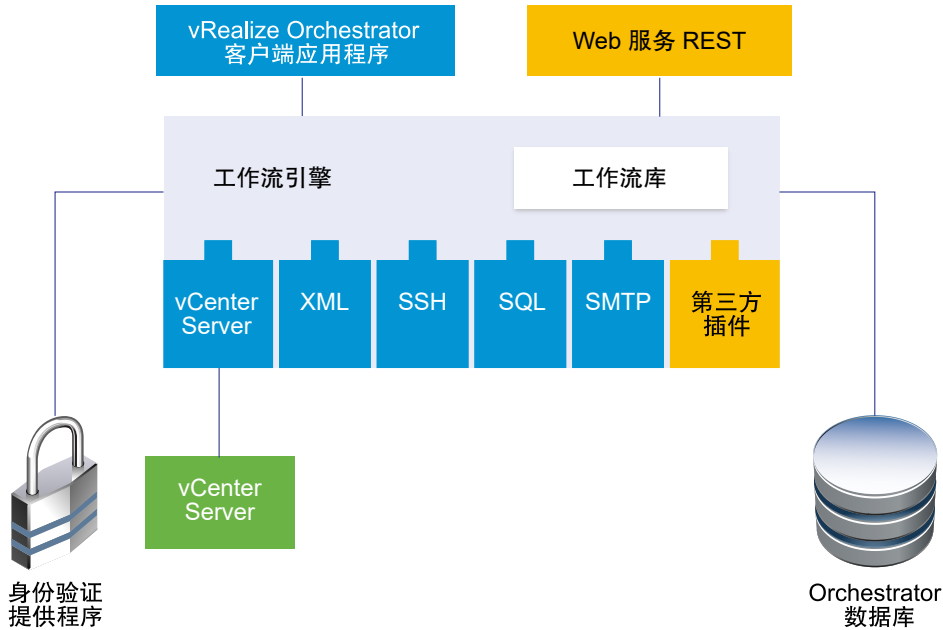 vRealize Orchestrator
客户端应用程序
Web 服务 REST
工作流引擎
工作流库
vCenter
Server
XML
SSH
SQL
SMTP
第三方
插件
vCenter
Server
身份验证
提供程序
Orchestrator
数据库